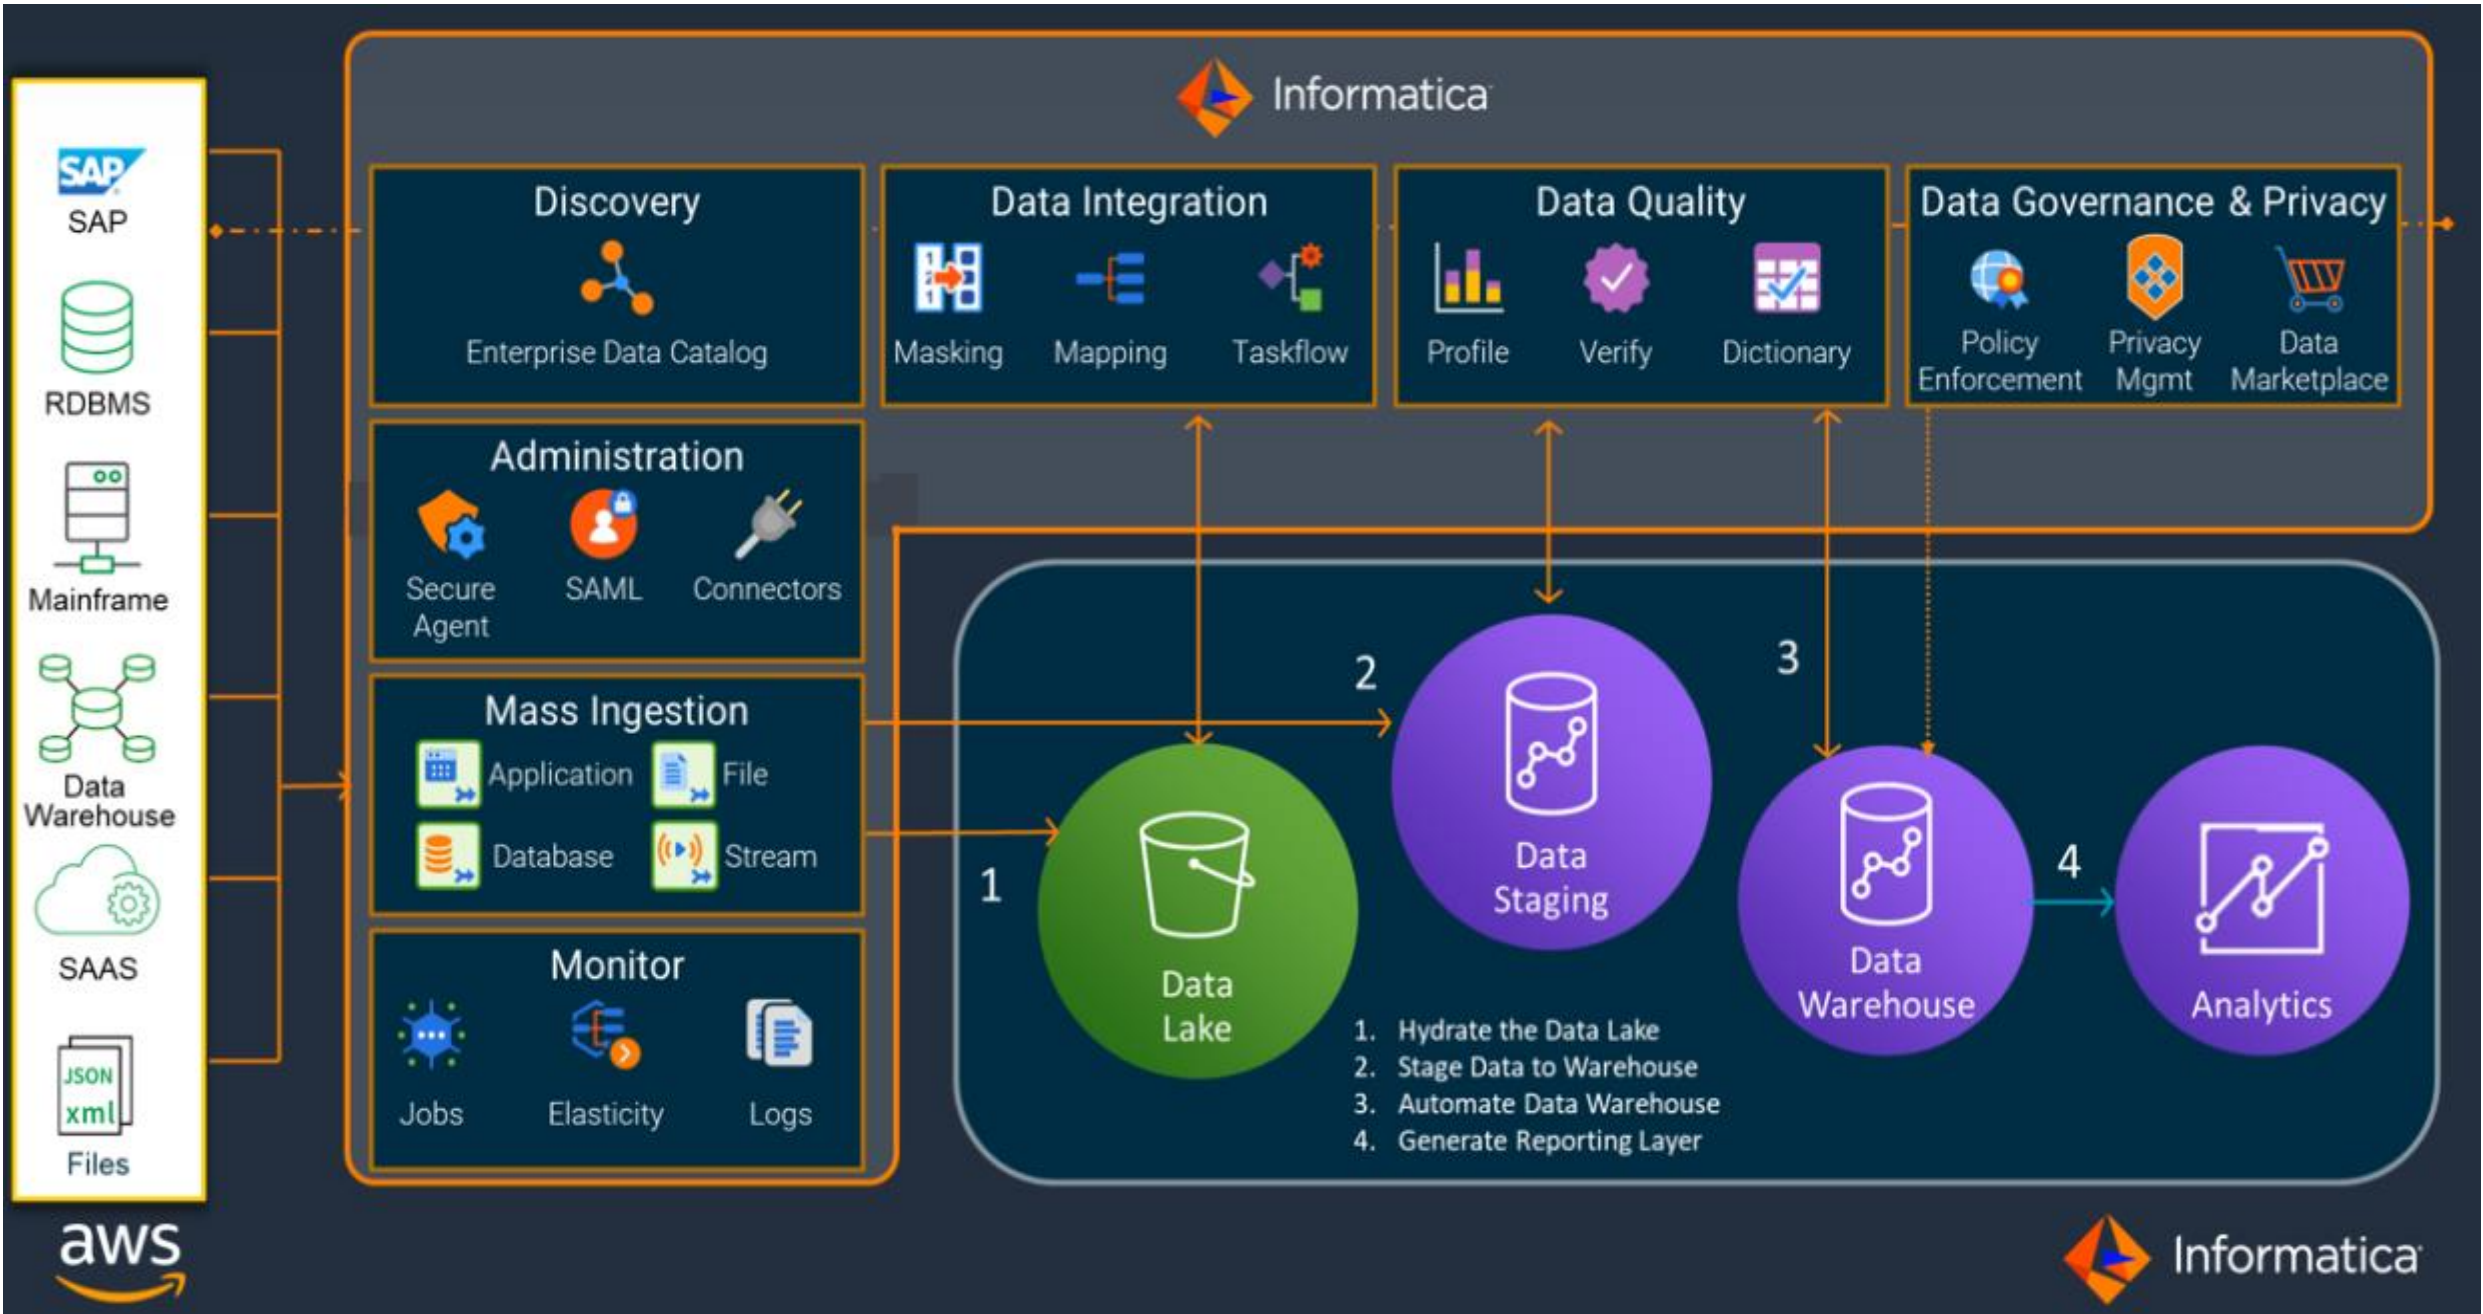 Informatica
SAP
SAP
RDBMS
Mainframe
Data
Warehouse
SAAS
JSON
xml
Files
aws
Discovery
Enterprise Data Catalog
Data Integration
Masking
Mapping
Taskflow
Data Quality
Profile
Verify
Dictionary
Data Governance & Privacy
Policy
Enforcement
Privacy
Mgmt
Data
Marketplace
Administration
Secure
Agent
SAML
Connectors
Mass Ingestion
Application
File
Database
Stream
Monitor
Jobs
Elasticity
Logs
1
Data
Lake
2
Data
Staging
3
Data
Warehouse
4
Analytics
1. Hydrate the Data Lake
2. Stage Data to Warehouse
3. Automate Data Warehouse
4. Generate Reporting Layer
Informatica